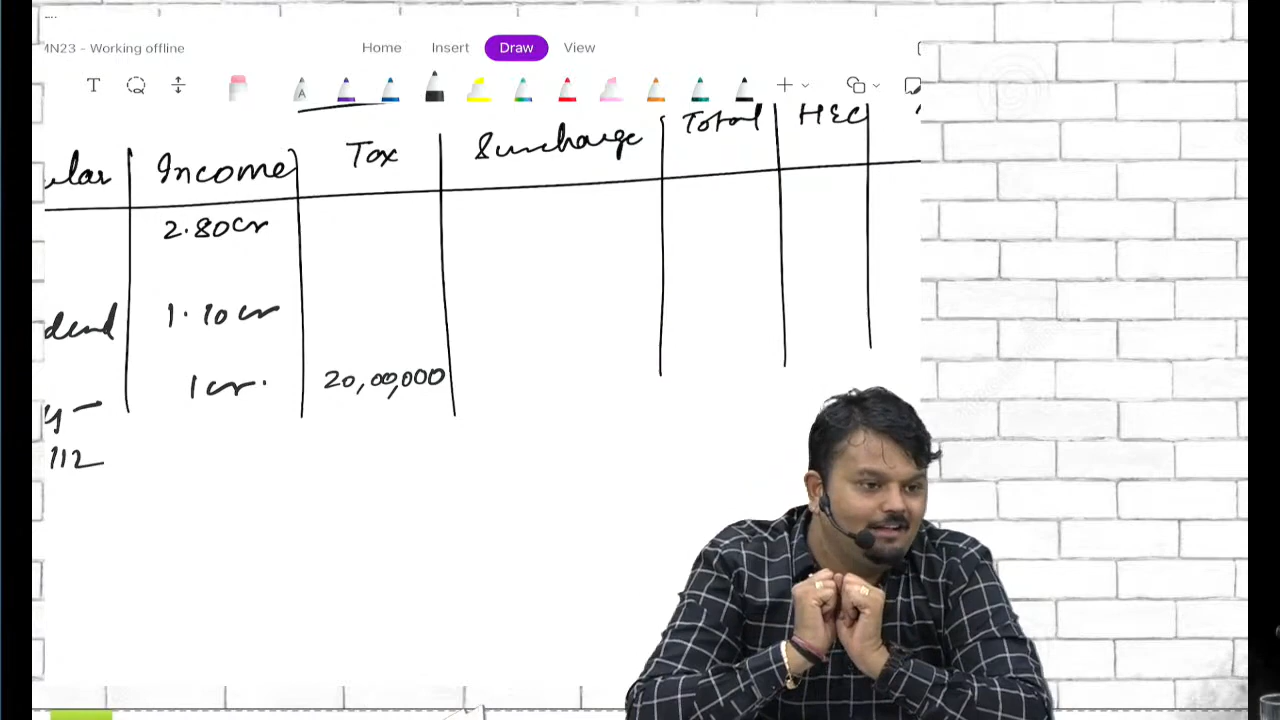 MN23 - Working offline
Home Insert Draw View
ular Income Tax Surcharge Total HEC
2.80cr
dend 1.10cr
1cr. 20,00,000
y -
112